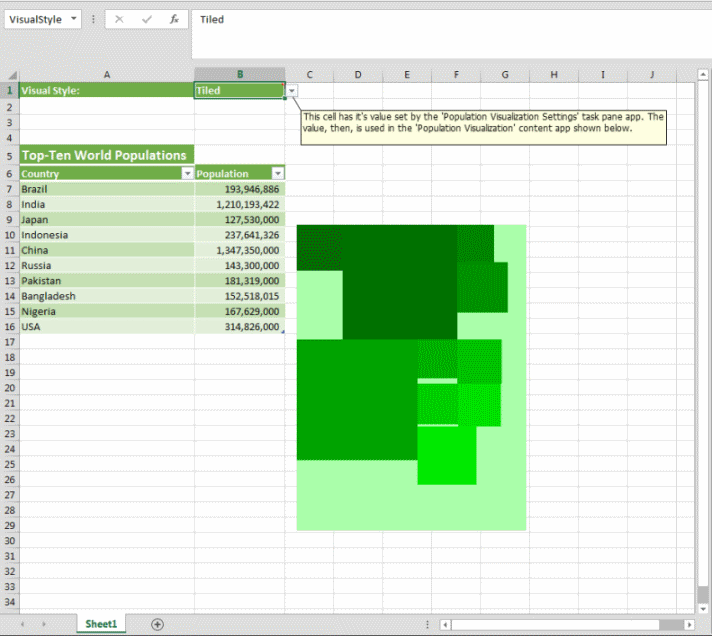 VisualStyle fx Tiled
A B C D E F G H I J
1 Visual Style: Tiled
2
This cell has it's value set by the 'Population Visualization Settings' task pane app. The
3
value, then, is used in the 'Population Visualization' content app shown below.
4
5 Top-Ten World Populations
6 Country Population
7 Brazil 193,946,886
8 India 1,210,193,422
9 Japan 127,530,000
10 Indonesia 237,641,326
11 China 1,347,350,000
12 Russia 143,300,000
13 Pakistan 181,319,000
14 Bangladesh 152,518,015
15 Nigeria 167,629,000
16 USA 314,826,000
17
18
19
20
21
22
23
24
25
26
27
28
29
30
31
32
33
34
Sheet1